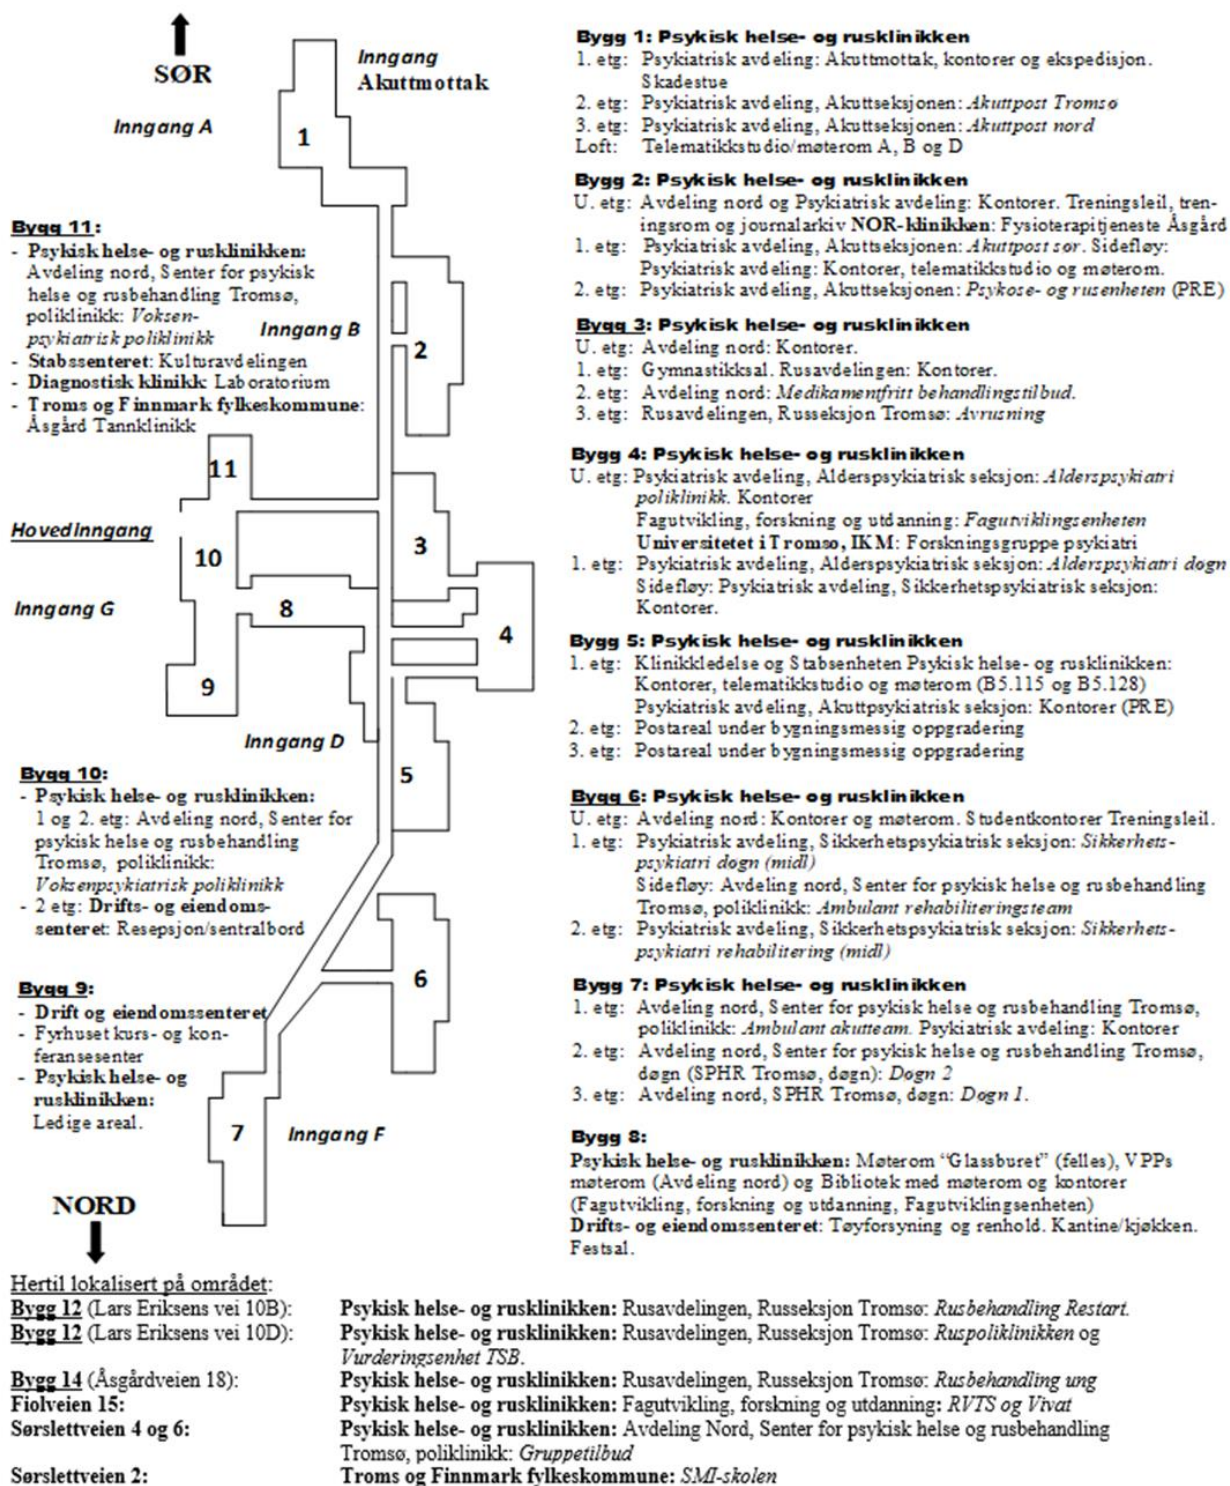 SØR
Inngang
Akuttmottak
Inngang A
1
Bygg 11:
- Psykisk helse- og rusklinikken:
Avdeling nord, Senter for psykisk
helse og rusbehandling Tromsø,
poliklinikk: Voksen-
psykiatrisk poliklinikk
- Stabssenteret: Kulturavdelingen
- Diagnostisk klinikk: Laboratorium
- Troms og Finnmark fylkeskommune:
Åsgård Tannklinikk
Inngang B
2
11
Hovedinngang
10
3
Inngang G
8
4
9
Inngang D
5
Bygg 10:
- Psykisk helse- og rusklinikken:
1 og 2. etg: Avdeling nord, Senter for
psykisk helse og rusbehandling
Tromsø, poliklinikk:
Voksenpsykiatrisk poliklinikk
- 2 etg: Drifts- og eiendoms-
senteret: Resepsjon/sentralbord
6
Bygg 9:
- Drift og eiendomssenteret
- Fyrhuset kurs- og kon-
feransesenter
- Psykisk helse- og
rusklinikken:
Ledige areal.
7
Inngang F
NORD
Bygg 1: Psykisk helse- og rusklinikken
1. etg: Psykiatrisk avdeling: Akuttmottak, kontorer og ekspedisjon.
Skadestue
2. etg: Psykiatrisk avdeling, Akuttseksjonen: Akuttpost Tromsø
3. etg: Psykiatrisk avdeling, Akuttseksjonen: Akuttpost nord
Loft: Telematikkstudio/møterom A, B og D
Bygg 2: Psykisk helse- og rusklinikken
U. etg: Avdeling nord og Psykiatrisk avdeling: Kontorer. Treningsleil, tre-
ningsrom og journalarkiv NOR-klinikken: Fysioterapitjeneste Åsgård
1. etg: Psykiatrisk avdeling, Akuttseksjonen: Akuttpost sør. Sidefløy:
Psykiatrisk avdeling: Kontorer, telematikkstudio og møterom.
2. etg: Psykiatrisk avdeling, Akuttseksjonen: Psykose- og rusenheten (PRE)
Bygg 3: Psykisk helse- og rusklinikken
U. etg: Avdeling nord: Kontorer.
1. etg: Gymnastikksal. Rusavdelingen: Kontorer.
2. etg: Avdeling nord: Medikamentfritt behandlingstilbud.
3. etg: Rusavdelingen, Russeksjon Tromsø: Avrusning
Bygg 4: Psykisk helse- og rusklinikken
U. etg: Psykiatrisk avdeling, Alderspsykiatrisk seksjon: Alderspsykiatri
poliklinikk. Kontorer
Fagutvikling, forskning og utdanning: Fagutviklingsenheten
Universitetet i Tromsø, IKM: Forskningsgruppe psykiatri
1. etg: Psykiatrisk avdeling, Alderspsykiatrisk seksjon: Alderspsykiatri døgn
Sidefløy: Psykiatrisk avdeling, Sikkerhetspsykiatrisk seksjon:
Kontorer.
Bygg 5: Psykisk helse- og rusklinikken
1. etg: Klinikkledelse og Stabsenheten Psykisk helse- og rusklinikken:
Kontorer, telematikkstudio og møterom (B5.115 og B5.128)
Psykiatrisk avdeling, Akuttpsykiatrisk seksjon: Kontorer (PRE)
2. etg: Postareal under bygningsmessig oppgradering
3. etg: Postareal under bygningsmessig oppgradering
Bygg 6: Psykisk helse- og rusklinikken
U. etg: Avdeling nord: Kontorer og møterom. Studentkontorer Treningsleil.
1. etg: Psykiatrisk avdeling, Sikkerhetspsykiatrisk seksjon: Sikkerhets-
psykiatri døgn (midl)
Sidefløy: Avdeling nord, Senter for psykisk helse og rusbehandling
Tromsø, poliklinikk: Ambulant rehabiliteringsteam
2. etg: Psykiatrisk avdeling, Sikkerhetspsykiatrisk seksjon: Sikkerhets-
psykiatri rehabilitering (midl)
Bygg 7: Psykisk helse- og rusklinikken
1. etg: Avdeling nord, Senter for psykisk helse og rusbehandling Tromsø,
poliklinikk: Ambulant akutteam. Psykiatrisk avdeling: Kontorer
2. etg: Avdeling nord, Senter for psykisk helse og rusbehandling Tromsø,
døgn (SPHR Tromsø, døgn): Døgn 2
3. etg: Avdeling nord, SPHR Tromsø, døgn: Døgn 1.
Bygg 8:
Psykisk helse- og rusklinikken: Møterom “Glassburet” (felles), VPPs
møterom (Avdeling nord) og Bibliotek med møterom og kontorer
(Fagutvikling, forskning og utdanning, Fagutviklingsenheten)
Drifts- og eiendomssenteret: Tøyforsyning og renhold. Kantine/kjøkken.
Festsal.
Hertil lokalisert på området:
Bygg 12 (Lars Eriksens vei 10B): Psykisk helse- og rusklinikken: Rusavdelingen, Russeksjon Tromsø: Rusbehandling Restart.
Bygg 12 (Lars Eriksens vei 10D): Psykisk helse- og rusklinikken: Rusavdelingen, Russeksjon Tromsø: Ruspoliklinikken og
Vurderingsenhet TSB.
Bygg 14 (Åsgårdveien 18): Psykisk helse- og rusklinikken: Rusavdelingen, Russeksjon Tromsø: Rusbehandling ung
Fiolveien 15: Psykisk helse- og rusklinikken: Fagutvikling, forskning og utdanning: RVTS og Vivat
Sørslettveien 4 og 6: Psykisk helse- og rusklinikken: Avdeling Nord, Senter for psykisk helse og rusbehandling
Tromsø, poliklinikk: Gruppetilbud
Sørslettveien 2: Troms og Finnmark fylkeskommune: SMI-skolen